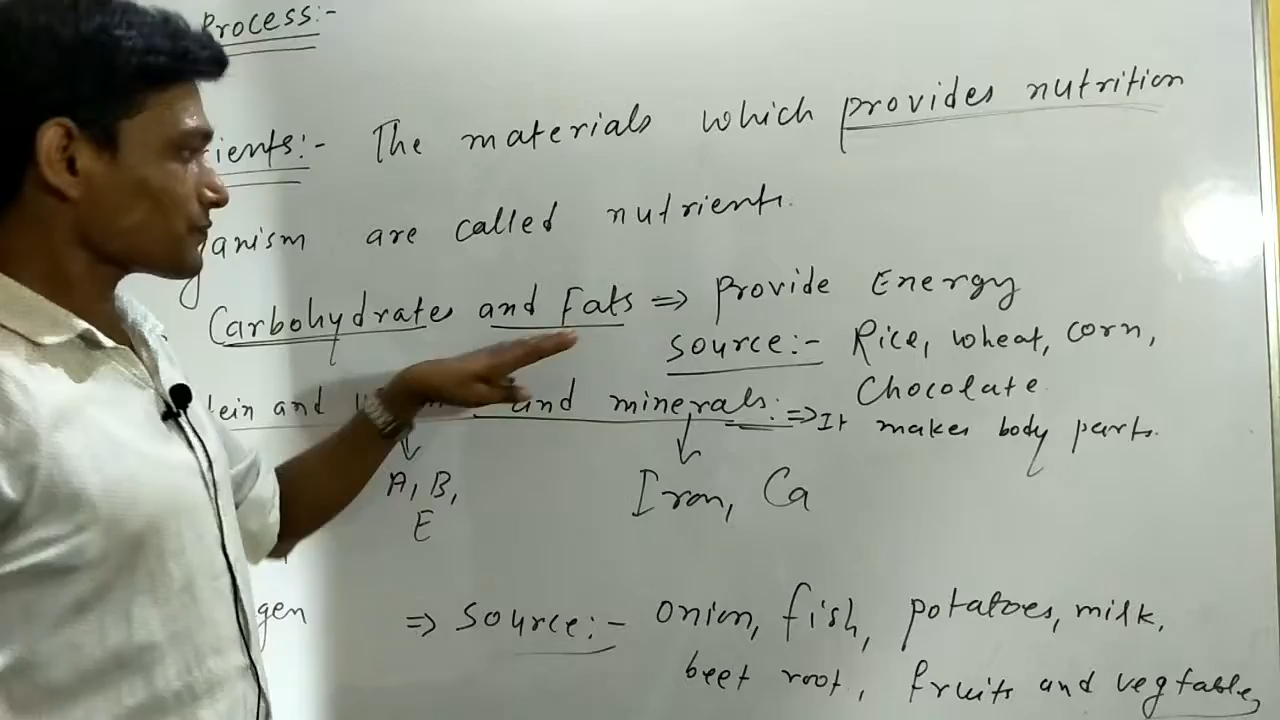 Process:-
ients:- The materials which provides nutrition
ganism are called nutrients.
Carbohydrate and Fats => Provide Energy
Source:- Rice, wheat, corn,
Chocolate
tein and and minerals. => It makes body parts.
A, B,
E
Iron, Ca
gen => Source:- onion, fish, potatoes, milk,
beet root, fruits and vegtables